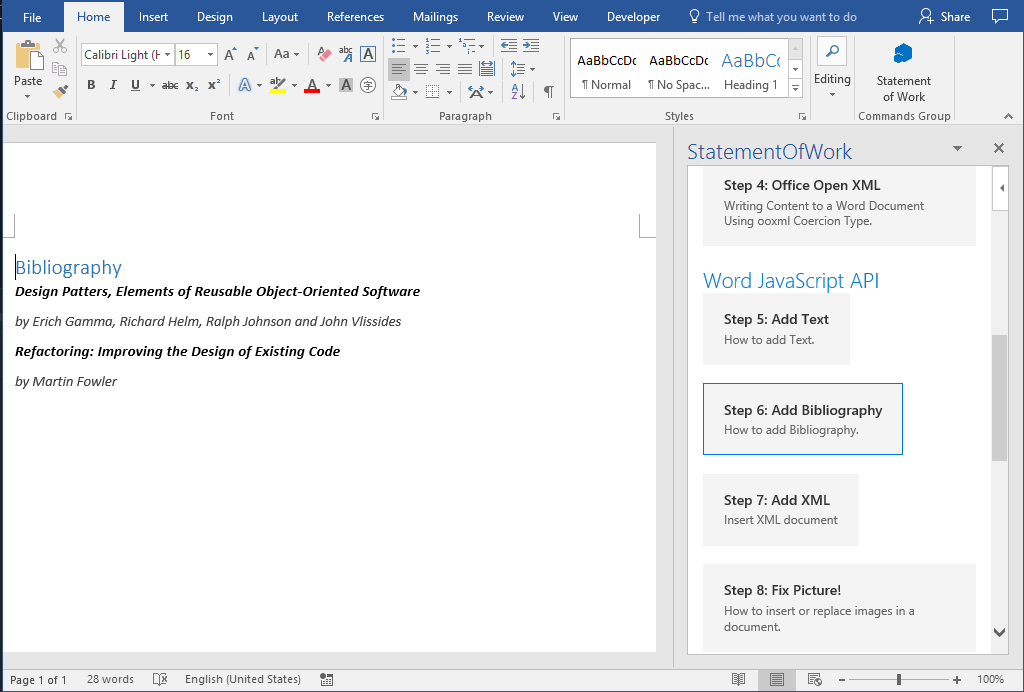 File Home Insert Design Layout References Mailings Review View Developer Tell me what you want to do Share
Paste
Clipboard
Calibri Light (H 16 A A Aa abc A A
B I U abc X2 X2 A aby A A 字
Font
A Z ¶
Paragraph
AaBbCcDc AaBbCcDc AaBbCc
¶ Normal ¶ No Spac... Heading 1
Styles
Editing
Statement
of Work
Commands Group
Bibliography
Design Patters, Elements of Reusable Object-Oriented Software
by Erich Gamma, Richard Helm, Ralph Johnson and John Vlissides
Refactoring: Improving the Design of Existing Code
by Martin Fowler
StatementOfWork
Step 4: Office Open XML
Writing Content to a Word Document
Using ooxml Coercion Type.
Word JavaScript API
Step 5: Add Text
How to add Text.
Step 6: Add Bibliography
How to add Bibliography.
Step 7: Add XML
Insert XML document
Step 8: Fix Picture!
How to insert or replace images in a
document.
Page 1 of 1 28 words English (United States) 100%